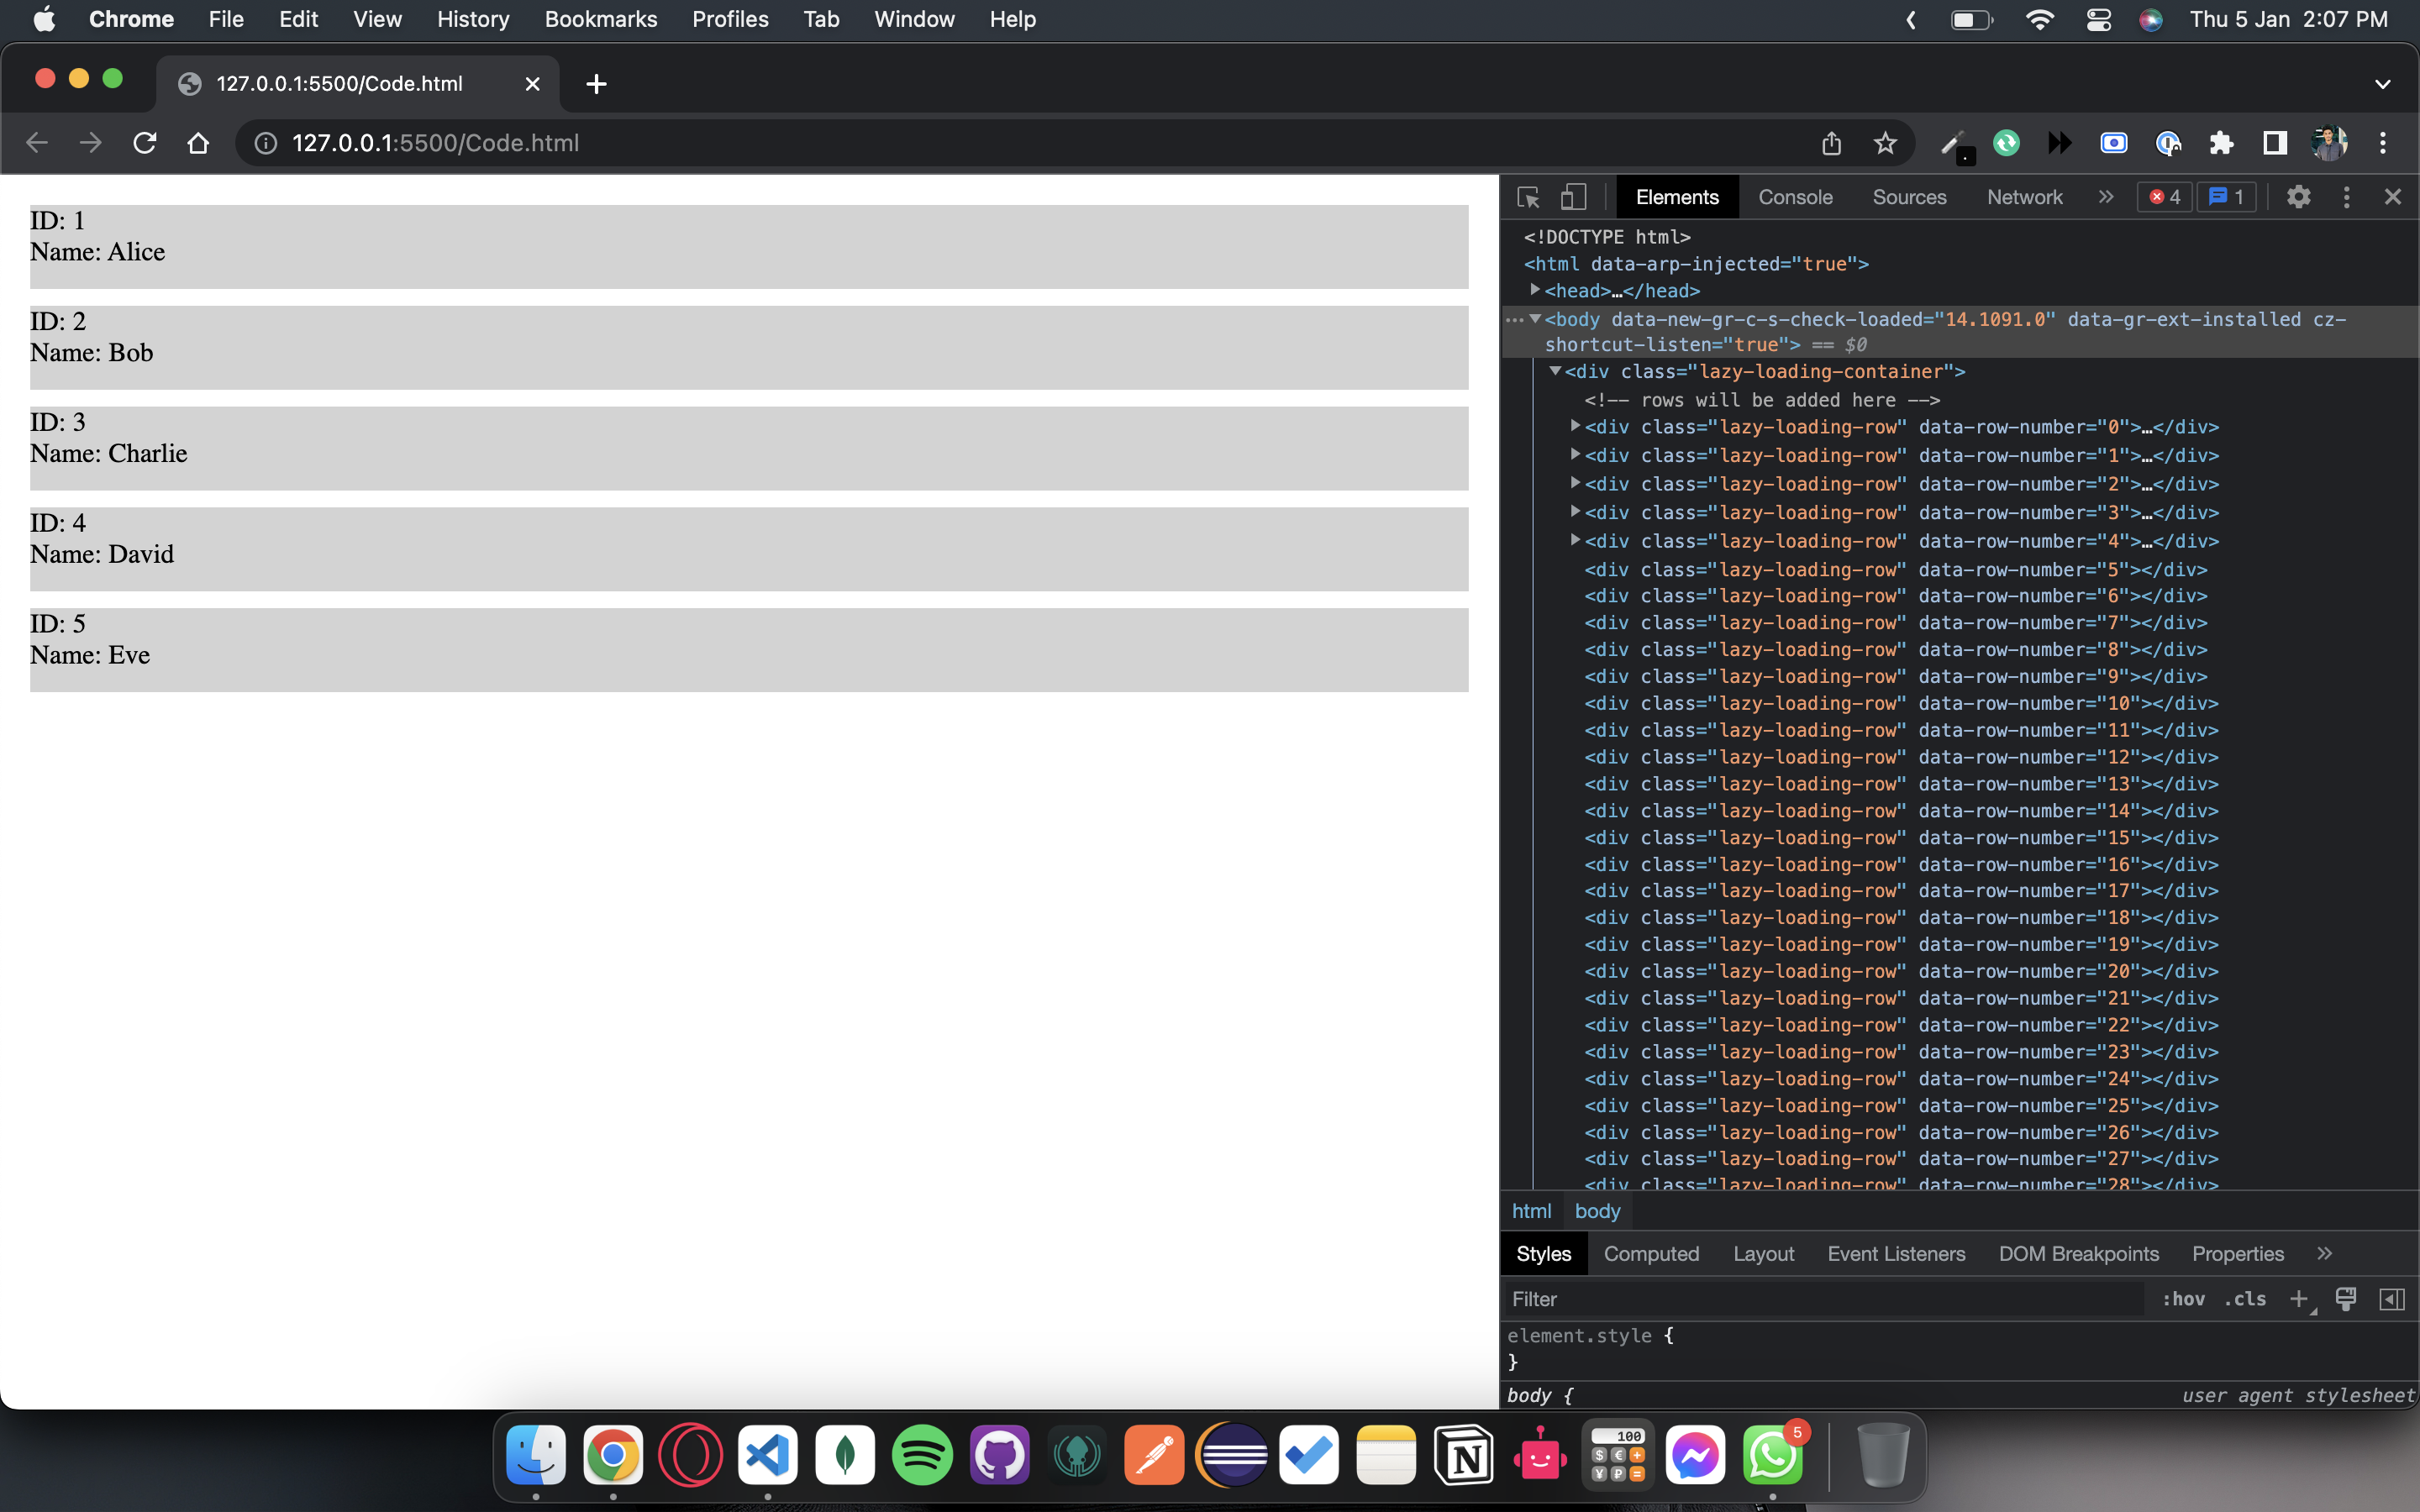 Chrome File Edit View History Bookmarks Profiles Tab Window Help Thu 5 Jan 2:07 PM
127.0.0.1:5500/Code.html
127.0.0.1:5500/Code.html
ID: 1
Name: Alice
ID: 2
Name: Bob
ID: 3
Name: Charlie
ID: 4
Name: David
ID: 5
Name: Eve
Elements Console Sources Network » 4 1
<!DOCTYPE html>
<html data-arp-injected="true">
<head>…</head>
<body data-new-gr-c-s-check-loaded="14.1091.0" data-gr-ext-installed cz-
shortcut-listen="true"> == $0
<div class="lazy-loading-container">
<!-- rows will be added here -->
<div class="lazy-loading-row" data-row-number="0">…</div>
<div class="lazy-loading-row" data-row-number="1">…</div>
<div class="lazy-loading-row" data-row-number="2">…</div>
<div class="lazy-loading-row" data-row-number="3">…</div>
<div class="lazy-loading-row" data-row-number="4">…</div>
<div class="lazy-loading-row" data-row-number="5"></div>
<div class="lazy-loading-row" data-row-number="6"></div>
<div class="lazy-loading-row" data-row-number="7"></div>
<div class="lazy-loading-row" data-row-number="8"></div>
<div class="lazy-loading-row" data-row-number="9"></div>
<div class="lazy-loading-row" data-row-number="10"></div>
<div class="lazy-loading-row" data-row-number="11"></div>
<div class="lazy-loading-row" data-row-number="12"></div>
<div class="lazy-loading-row" data-row-number="13"></div>
<div class="lazy-loading-row" data-row-number="14"></div>
<div class="lazy-loading-row" data-row-number="15"></div>
<div class="lazy-loading-row" data-row-number="16"></div>
<div class="lazy-loading-row" data-row-number="17"></div>
<div class="lazy-loading-row" data-row-number="18"></div>
<div class="lazy-loading-row" data-row-number="19"></div>
<div class="lazy-loading-row" data-row-number="20"></div>
<div class="lazy-loading-row" data-row-number="21"></div>
<div class="lazy-loading-row" data-row-number="22"></div>
<div class="lazy-loading-row" data-row-number="23"></div>
<div class="lazy-loading-row" data-row-number="24"></div>
<div class="lazy-loading-row" data-row-number="25"></div>
<div class="lazy-loading-row" data-row-number="26"></div>
<div class="lazy-loading-row" data-row-number="27"></div>
<div class="lazy-loading-row" data-row-number="28"></div>
html body
Styles Computed Layout Event Listeners DOM Breakpoints Properties »
Filter :hov .cls +
element.style {
}
body { user agent stylesheet
100
5